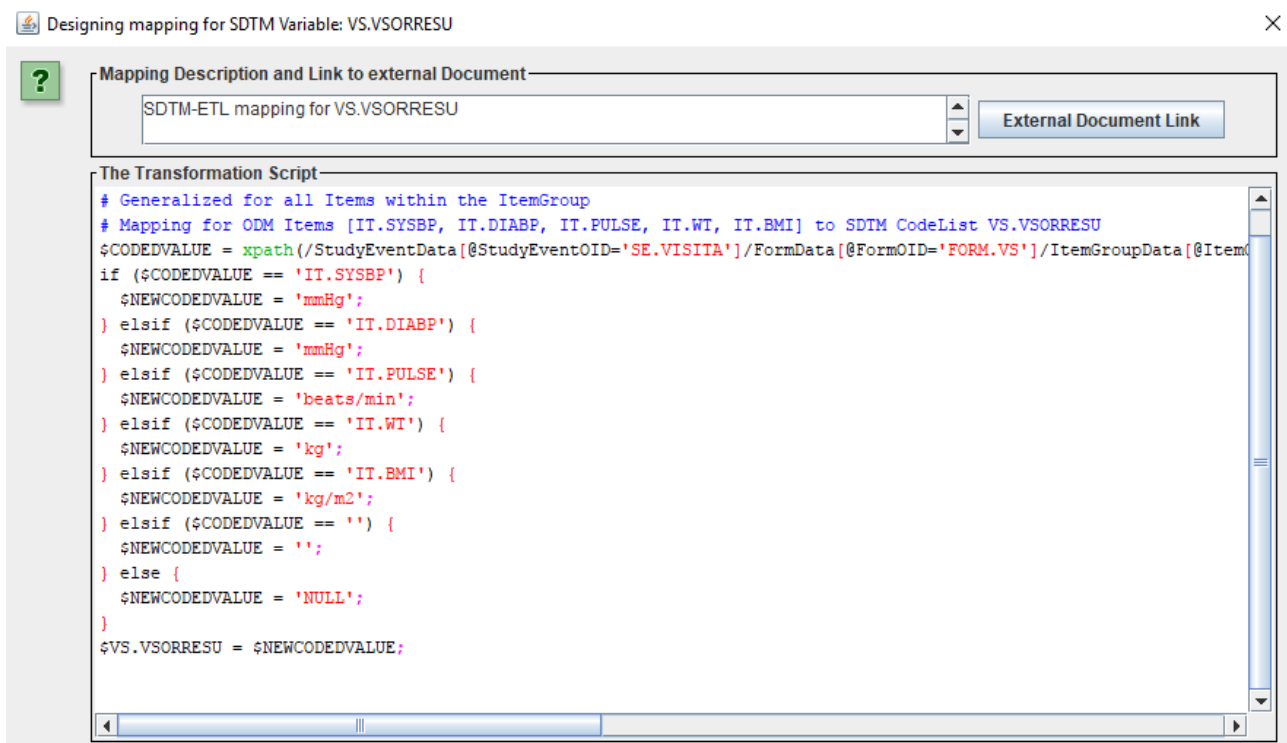 Designing mapping for SDTM Variable: VS.VSORRESU
?
Mapping Description and Link to external Document
SDTM-ETL mapping for VS.VSORRESU
External Document Link
The Transformation Script
# Generalized for all Items within the ItemGroup
# Mapping for ODM Items [IT.SYSBP, IT.DIABP, IT.PULSE, IT.WT, IT.BMI] to SDTM CodeList VS.VSORRESU
$CODEDVALUE = xpath(/StudyEventData[@StudyEventOID='SE.VISITA']/FormData[@FormOID='FORM.VS']/ItemGroupData[@Item
if ($CODEDVALUE == 'IT.SYSBP') {
$NEWCODEDVALUE = 'mmHg';
} elsif ($CODEDVALUE == 'IT.DIABP') {
$NEWCODEDVALUE = 'mmHg';
} elsif ($CODEDVALUE == 'IT.PULSE') {
$NEWCODEDVALUE = 'beats/min';
} elsif ($CODEDVALUE == 'IT.WT') {
$NEWCODEDVALUE = 'kg';
} elsif ($CODEDVALUE == 'IT.BMI') {
$NEWCODEDVALUE = 'kg/m2';
} elsif ($CODEDVALUE == '') {
$NEWCODEDVALUE = '';
} else {
$NEWCODEDVALUE = 'NULL';
}
$VS.VSORRESU = $NEWCODEDVALUE;